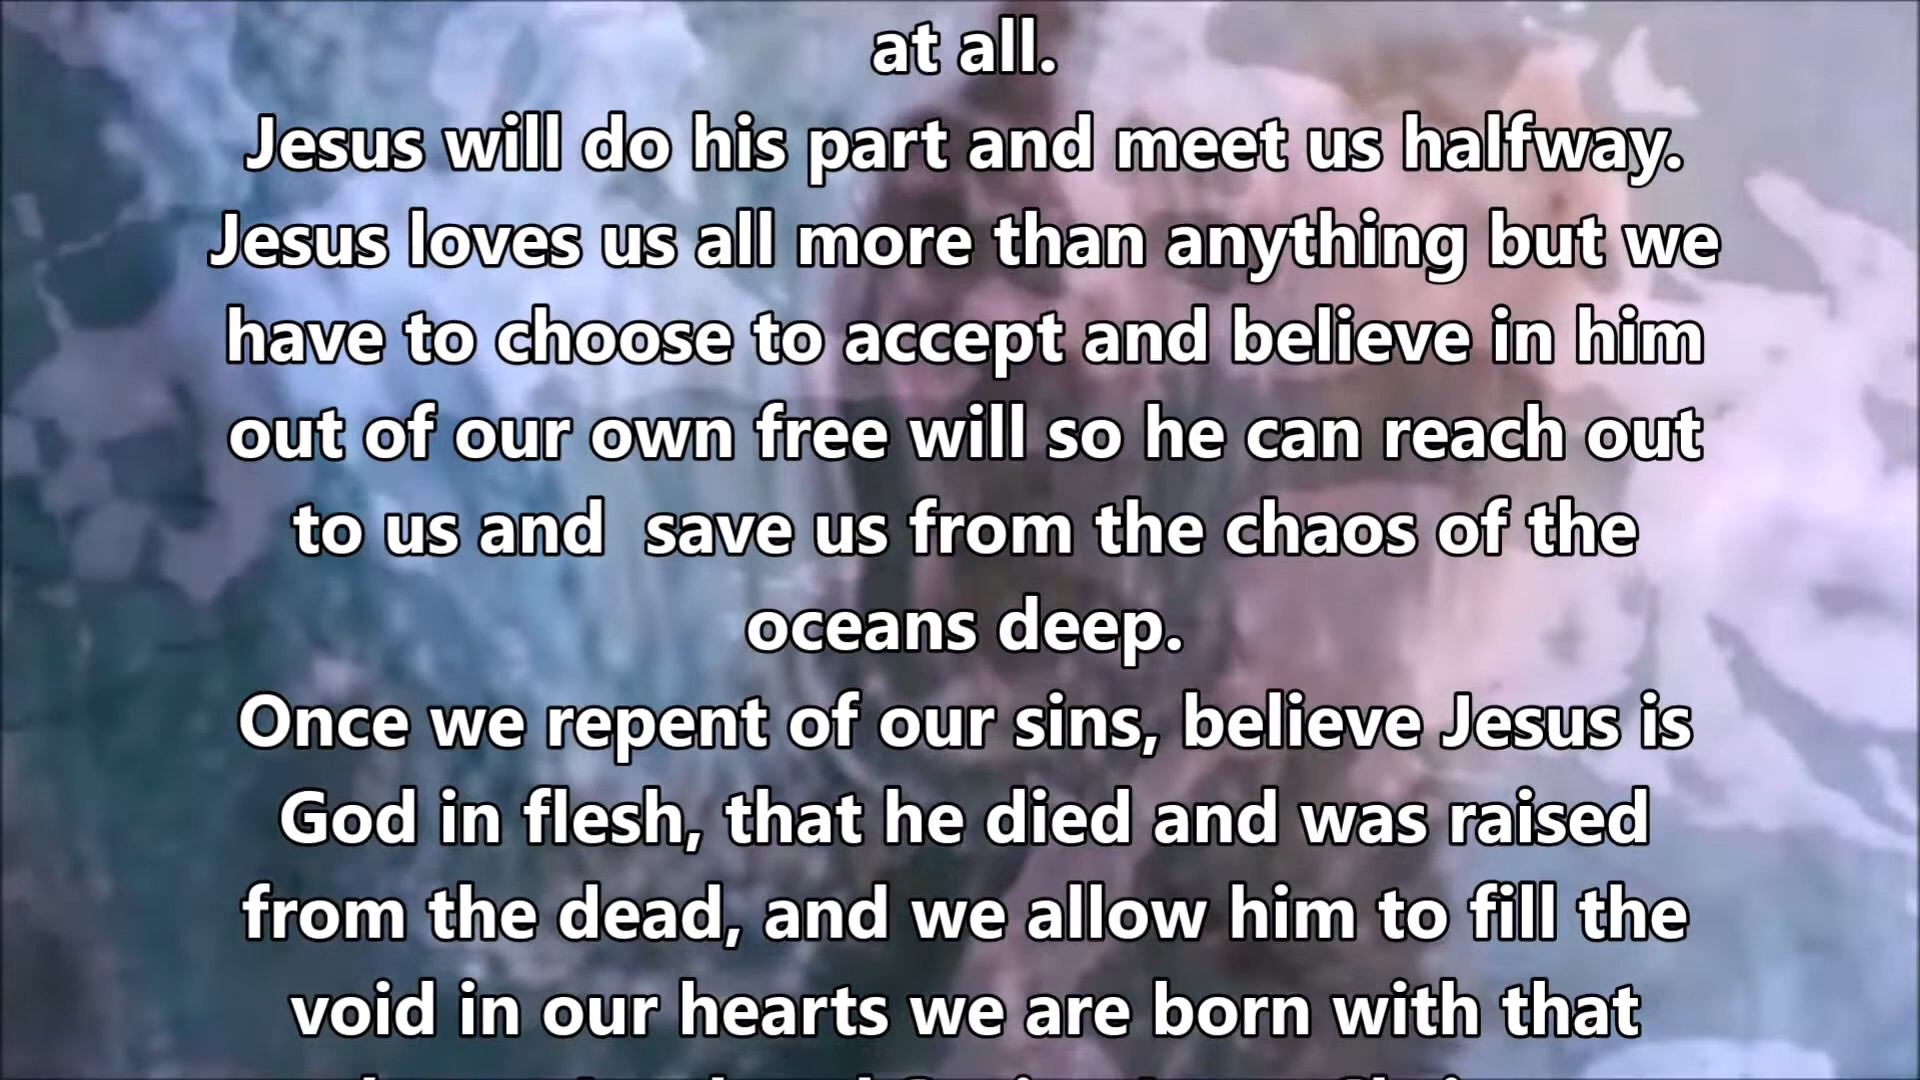 at all.
Jesus will do his part and meet us halfway.
Jesus loves us all more than anything but we
have to choose to accept and believe in him
out of our own free will so he can reach out
to us and  save us from the chaos of the
oceans deep.
Once we repent of our sins, believe Jesus is
God in flesh, that he died and was raised
from the dead, and we allow him to fill the
void in our hearts we are born with that